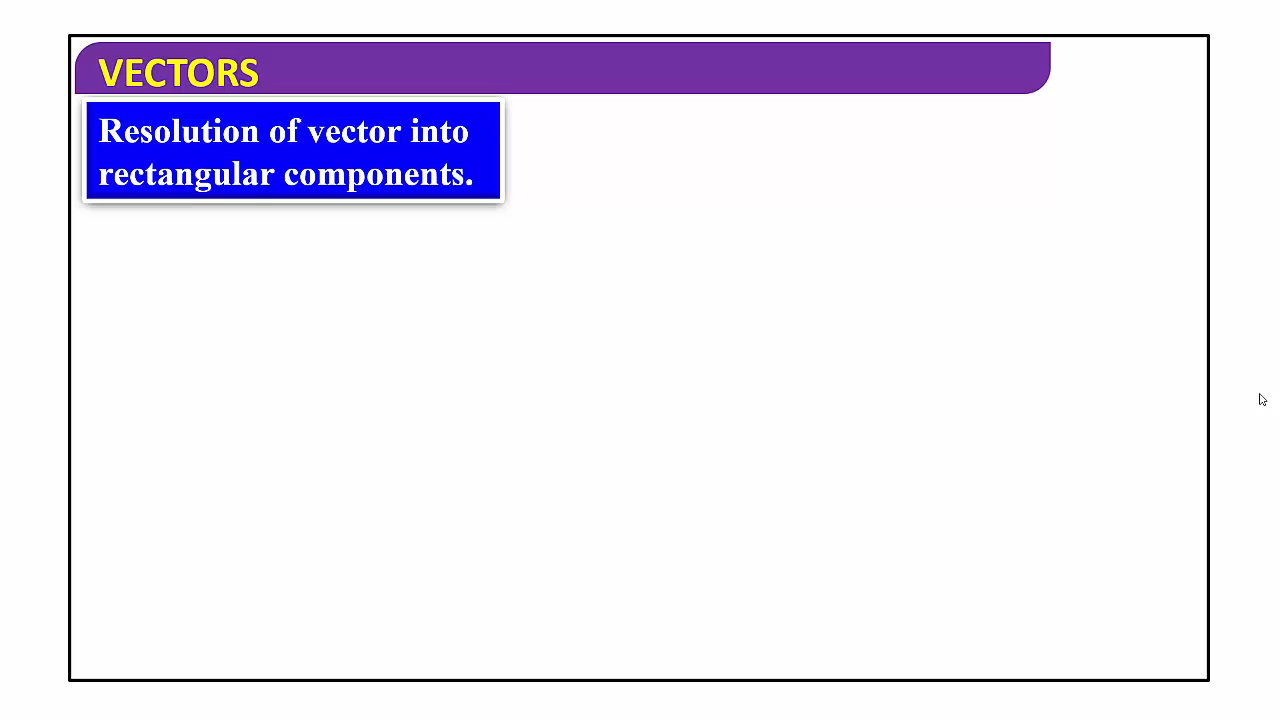 VECTORS
Resolution of vector into
rectangular components.